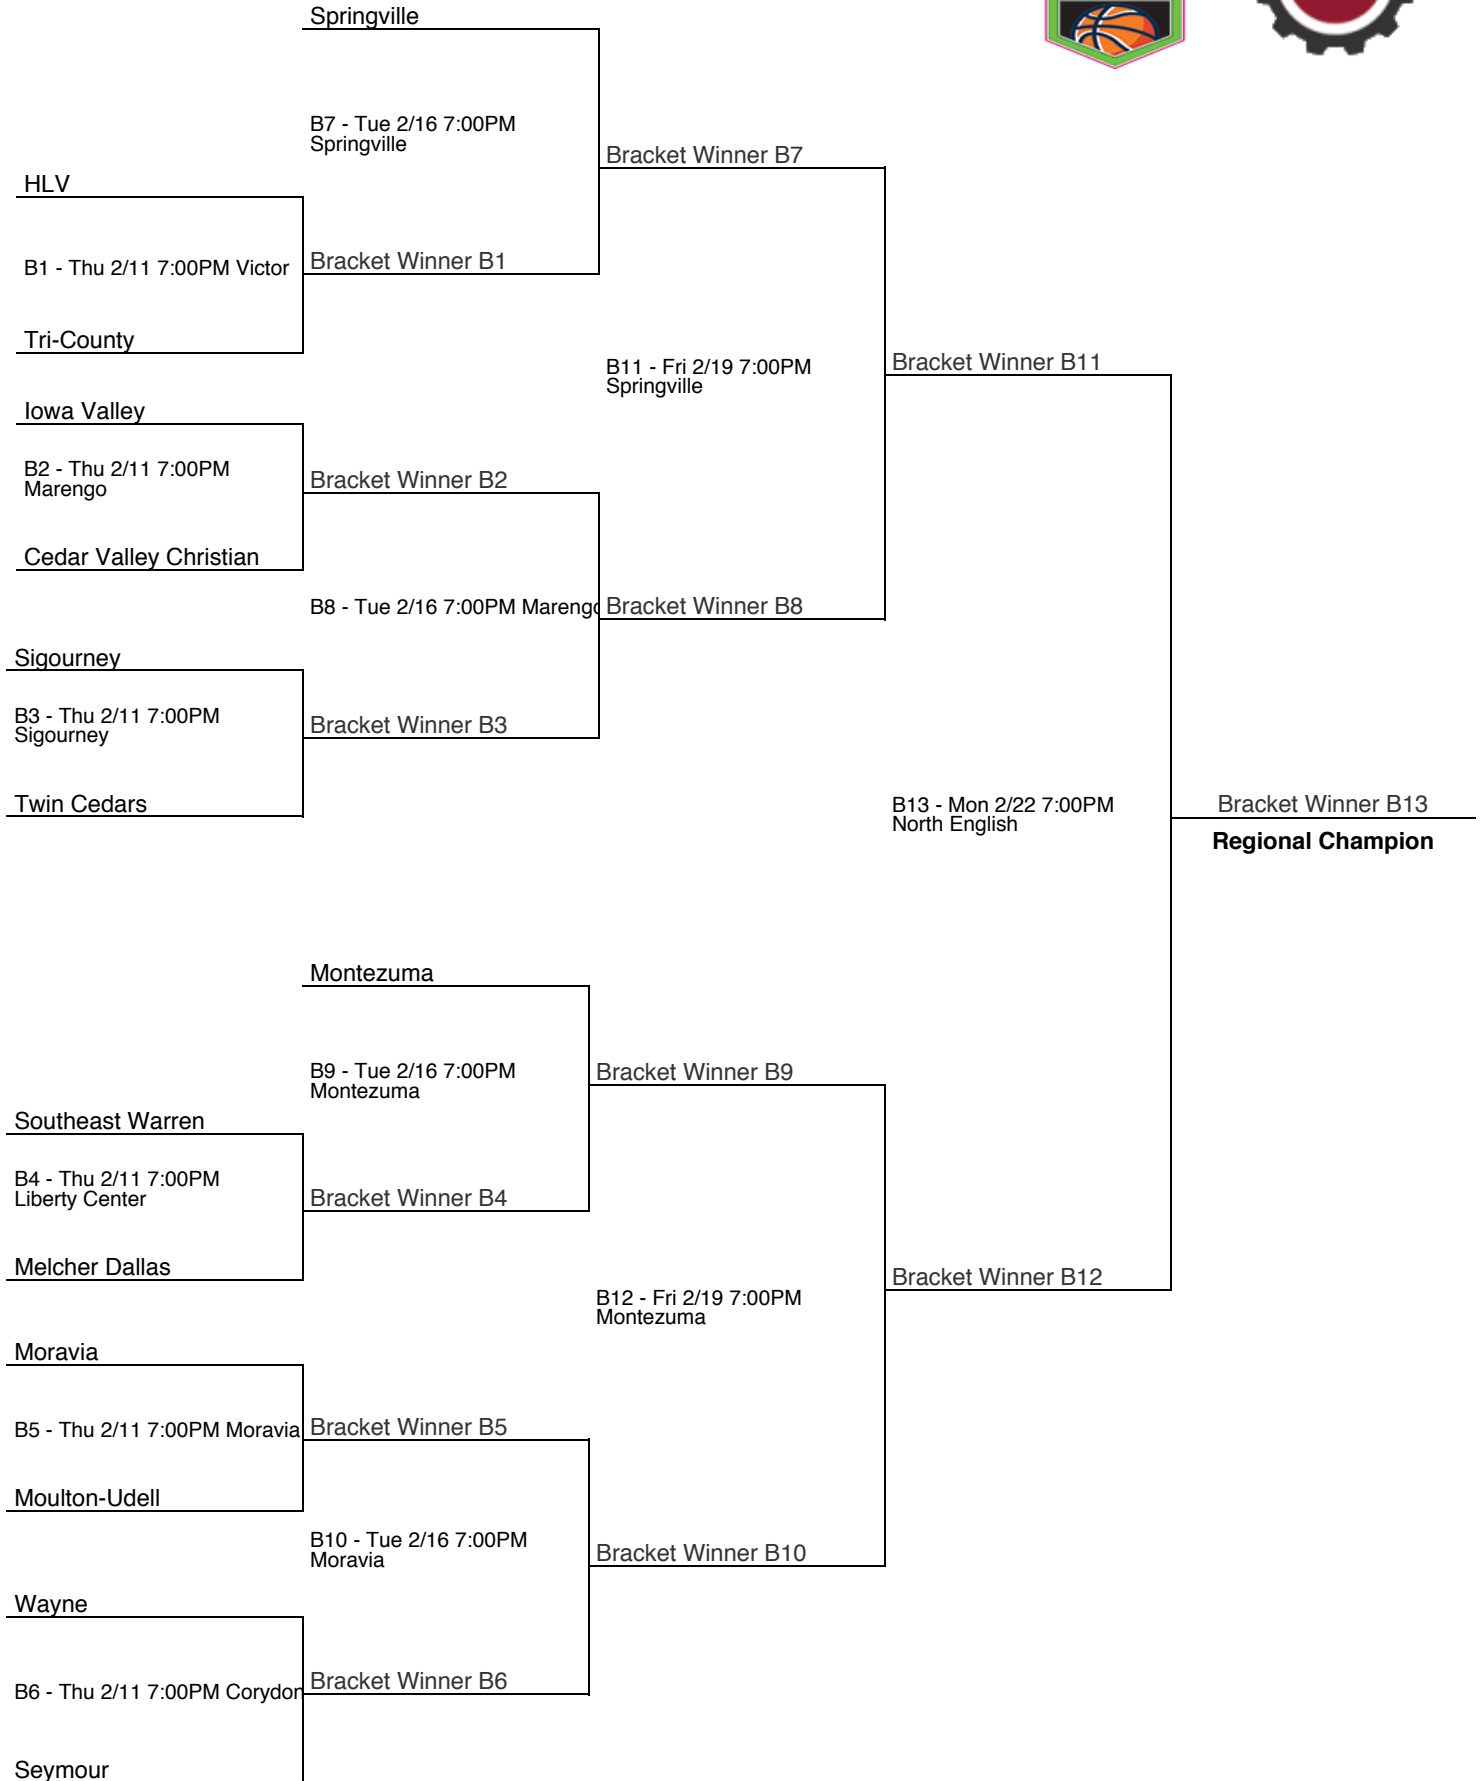 Springville
B7 - Tue 2/16 7:00PM
Springville
Bracket Winner B7
HLV
B1 - Thu 2/11 7:00PM Victor
Bracket Winner B1
Tri-County
B11 - Fri 2/19 7:00PM
Springville
Bracket Winner B11
Iowa Valley
B2 - Thu 2/11 7:00PM
Marengo
Bracket Winner B2
Cedar Valley Christian
B8 - Tue 2/16 7:00PM Marengo
Bracket Winner B8
Sigourney
B3 - Thu 2/11 7:00PM
Sigourney
Bracket Winner B3
Twin Cedars
B13 - Mon 2/22 7:00PM
North English
Bracket Winner B13
Regional Champion
Montezuma
B9 - Tue 2/16 7:00PM
Montezuma
Bracket Winner B9
Southeast Warren
B4 - Thu 2/11 7:00PM
Liberty Center
Bracket Winner B4
Melcher Dallas
B12 - Fri 2/19 7:00PM
Montezuma
Bracket Winner B12
Moravia
B5 - Thu 2/11 7:00PM Moravia
Bracket Winner B5
Moulton-Udell
B10 - Tue 2/16 7:00PM
Moravia
Bracket Winner B10
Wayne
B6 - Thu 2/11 7:00PM Corydon
Bracket Winner B6
Seymour